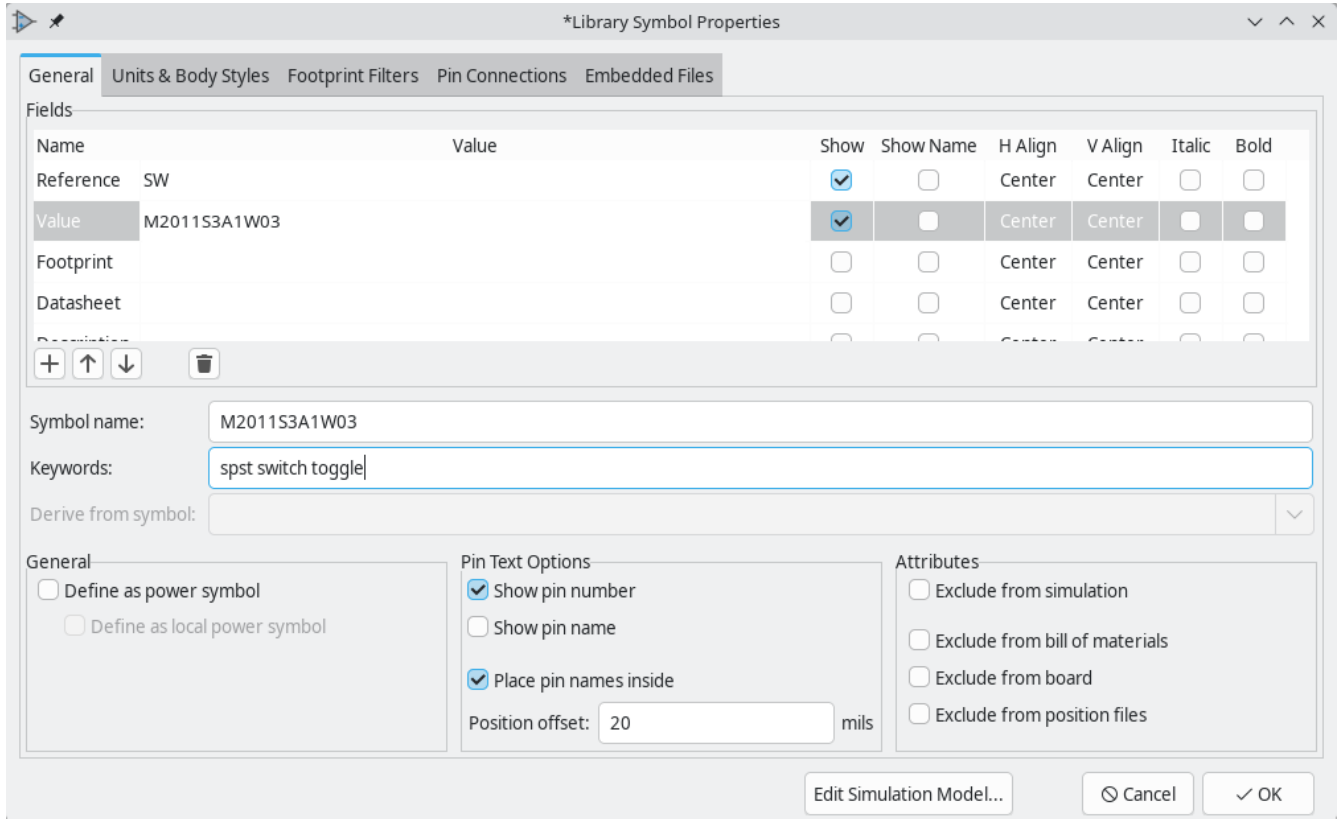 *Library Symbol Properties
General Units & Body Styles Footprint Filters Pin Connections Embedded Files
Fields
Name Value Show Show Name H Align V Align Italic Bold
Reference SW Center Center
Value M2011S3A1W03 Center Center
Footprint Center Center
Datasheet Center Center
Symbol name: M2011S3A1W03
Keywords: spst switch toggle
Derive from symbol:
General Pin Text Options Attributes
Define as power symbol Show pin number Exclude from simulation
Define as local power symbol Show pin name Exclude from bill of materials
Place pin names inside Exclude from board
Position offset: 20 mils Exclude from position files
Edit Simulation Model... Cancel OK